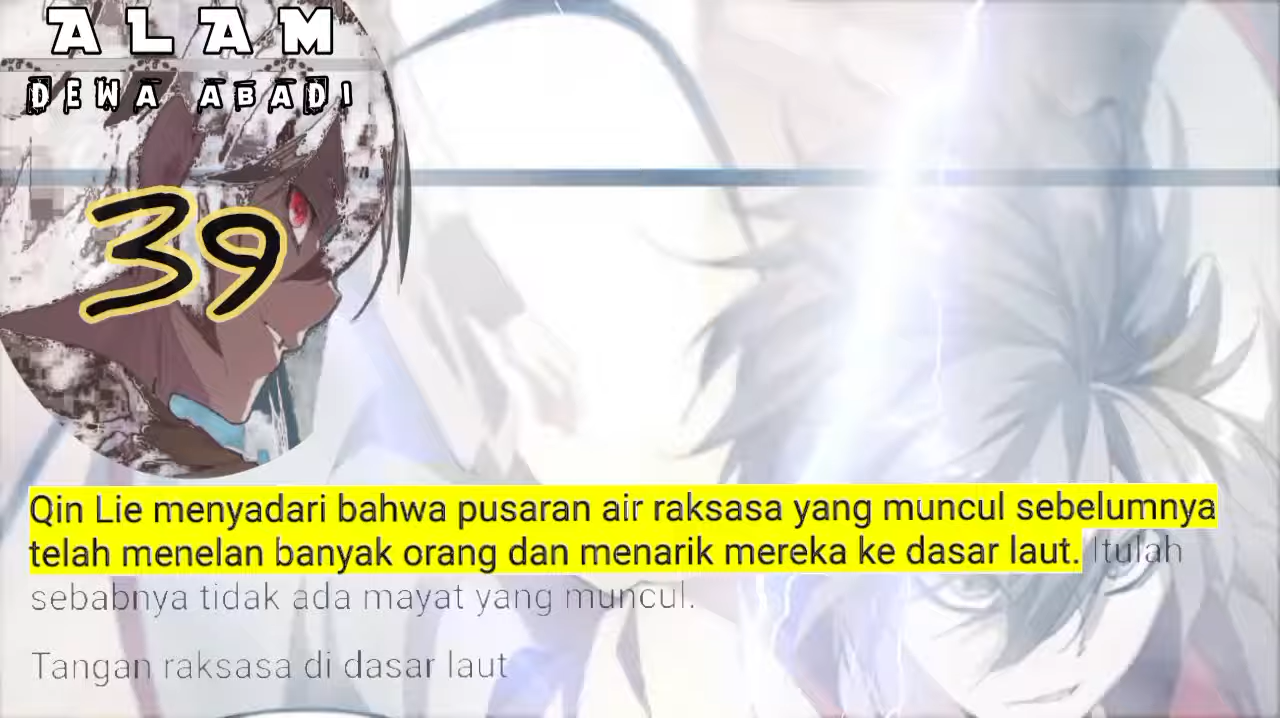 ALAM
DEWA ABADI
39
Qin Lie menyadari bahwa pusaran air raksasa yang muncul sebelumnya
telah menelan banyak orang dan menarik mereka ke dasar laut. Itulah
sebabnya tidak ada mayat yang muncul.
Tangan raksasa di dasar laut